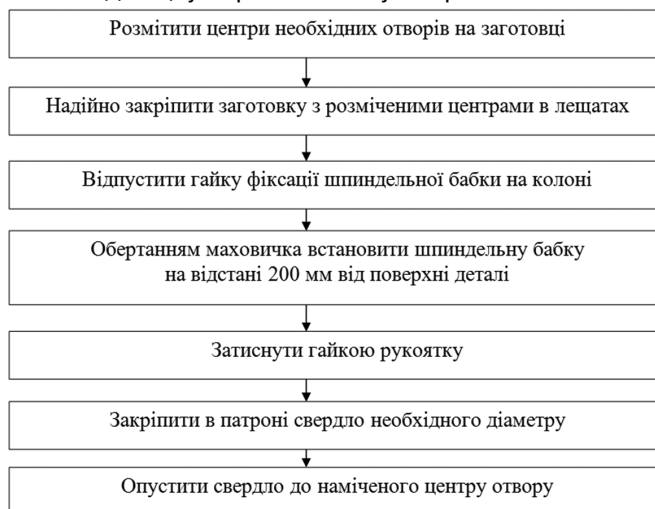 Розмітити центри необхідних отворів на заготовці
Надійно закріпити заготовку з розміченими центрами в лещатах
Відпустити гайку фіксації шпиндельної бабки на колоні
Обертанням маховичка встановити шпиндельну бабку
на відстані 200 мм від поверхні деталі
Затиснути гайкою рукоятку
Закріпити в патроні свердло необхідного діаметру
Опустити свердло до наміченого центру отвору